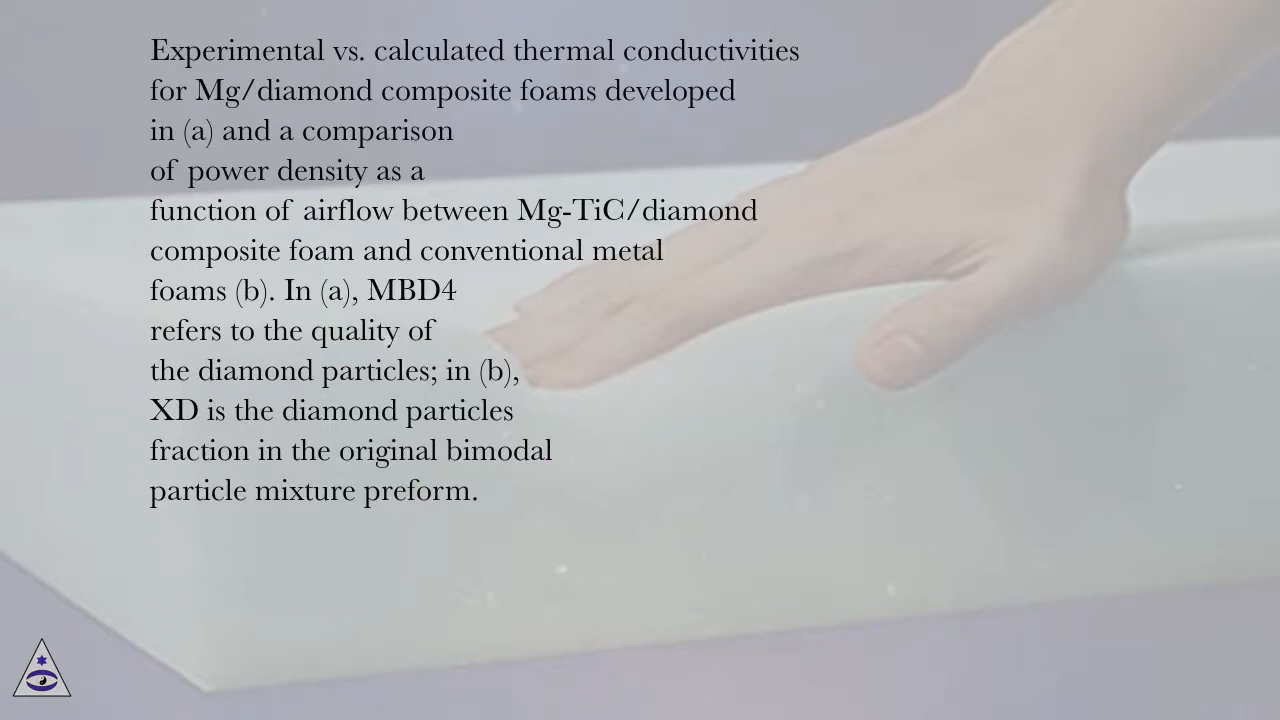 Experimental vs. calculated thermal conductivities
for Mg/diamond composite foams developed
in (a) and a comparison
of power density as a
function of airflow between Mg-TiC/diamond
composite foam and conventional metal
foams (b). In (a), MBD4
refers to the quality of
the diamond particles; in (b),
XD is the diamond particles
fraction in the original bimodal
particle mixture preform.